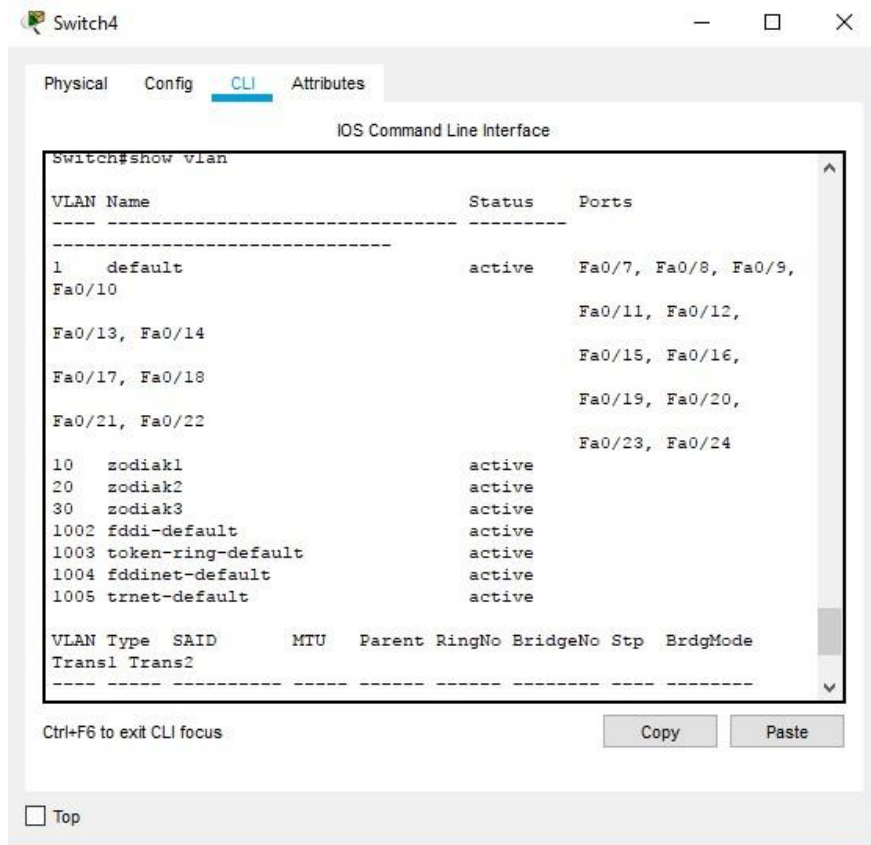 Switch4
Physical Config CLI Attributes
IOS Command Line Interface
Switch#show vlan
VLAN Name Status Ports
---- -------------------------------- ---------
-------------------------------
1 default active Fa0/7, Fa0/8, Fa0/9,
Fa0/10
Fa0/11, Fa0/12,
Fa0/13, Fa0/14
Fa0/15, Fa0/16,
Fa0/17, Fa0/18
Fa0/19, Fa0/20,
Fa0/21, Fa0/22
Fa0/23, Fa0/24
10 zodiak1 active
20 zodiak2 active
30 zodiak3 active
1002 fddi-default active
1003 token-ring-default active
1004 fddinet-default active
1005 trnet-default active
VLAN Type SAID MTU Parent RingNo BridgeNo Stp BrdgMode
Trans1 Trans2
---- ----- ---------- ----- ------ ------ -------- ---- --------
Ctrl+F6 to exit CLI focus
Copy Paste
Top